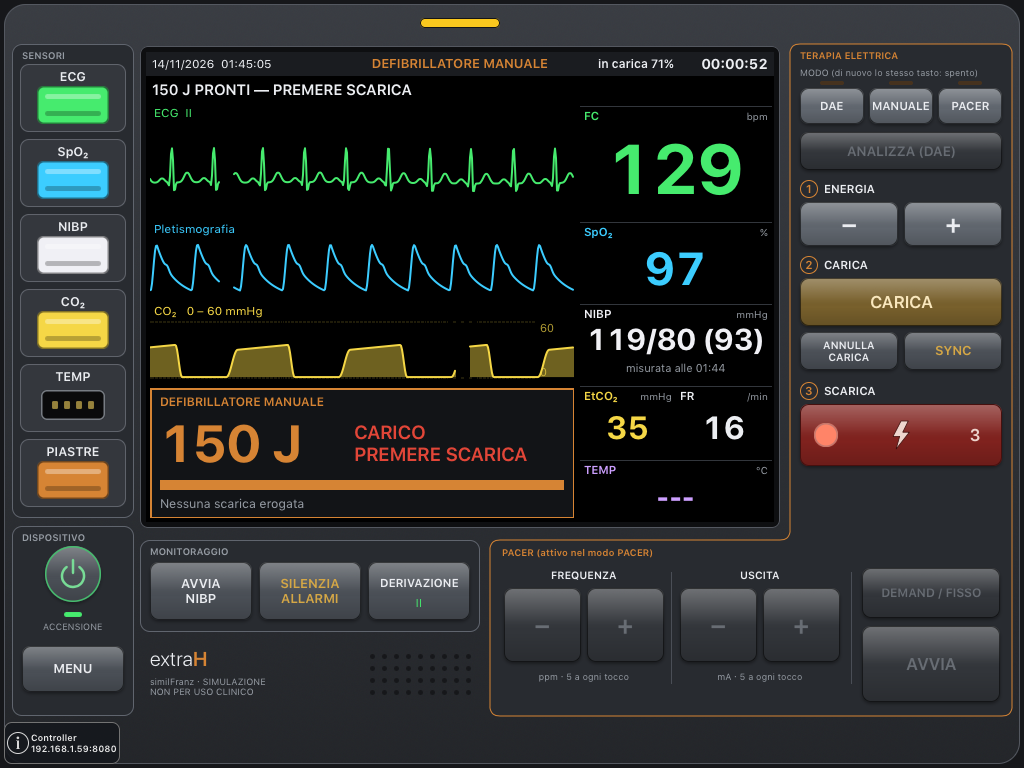 SENSORI
ECG
SpO₂
NIBP
CO₂
TEMP
PIASTRE
DISPOSITIVO
ACCENSIONE
MENU
14/11/2026 01:45:05 DEFIBRILLATORE MANUALE in carica 71% 00:00:52
150 J PRONTI — PREMERE SCARICA
ECG II
Pletismografia
CO₂ 0 – 60 mmHg
60
0
DEFIBRILLATORE MANUALE
150 J
CARICO
PREMERE SCARICA
Nessuna scarica erogata
FC bpm
129
SpO₂ %
97
NIBP mmHg
119/80 (93)
misurata alle 01:44
EtCO₂ mmHg FR /min
35 16
TEMP °C
---
TERAPIA ELETTRICA
MODO (di nuovo lo stesso tasto: spento)
DAE MANUALE PACER
ANALIZZA (DAE)
1 ENERGIA
− +
2 CARICA
CARICA
ANNULLA
CARICA
SYNC
3 SCARICA
3
MONITORAGGIO
AVVIA
NIBP
SILENZIA
ALLARMI
DERIVAZIONE
II
extraH
similFranz · SIMULAZIONE
NON PER USO CLINICO
PACER (attivo nel modo PACER)
FREQUENZA USCITA
− + − +
ppm · 5 a ogni tocco mA · 5 a ogni tocco
DEMAND / FISSO
AVVIA
i Controller
192.168.1.59:8080